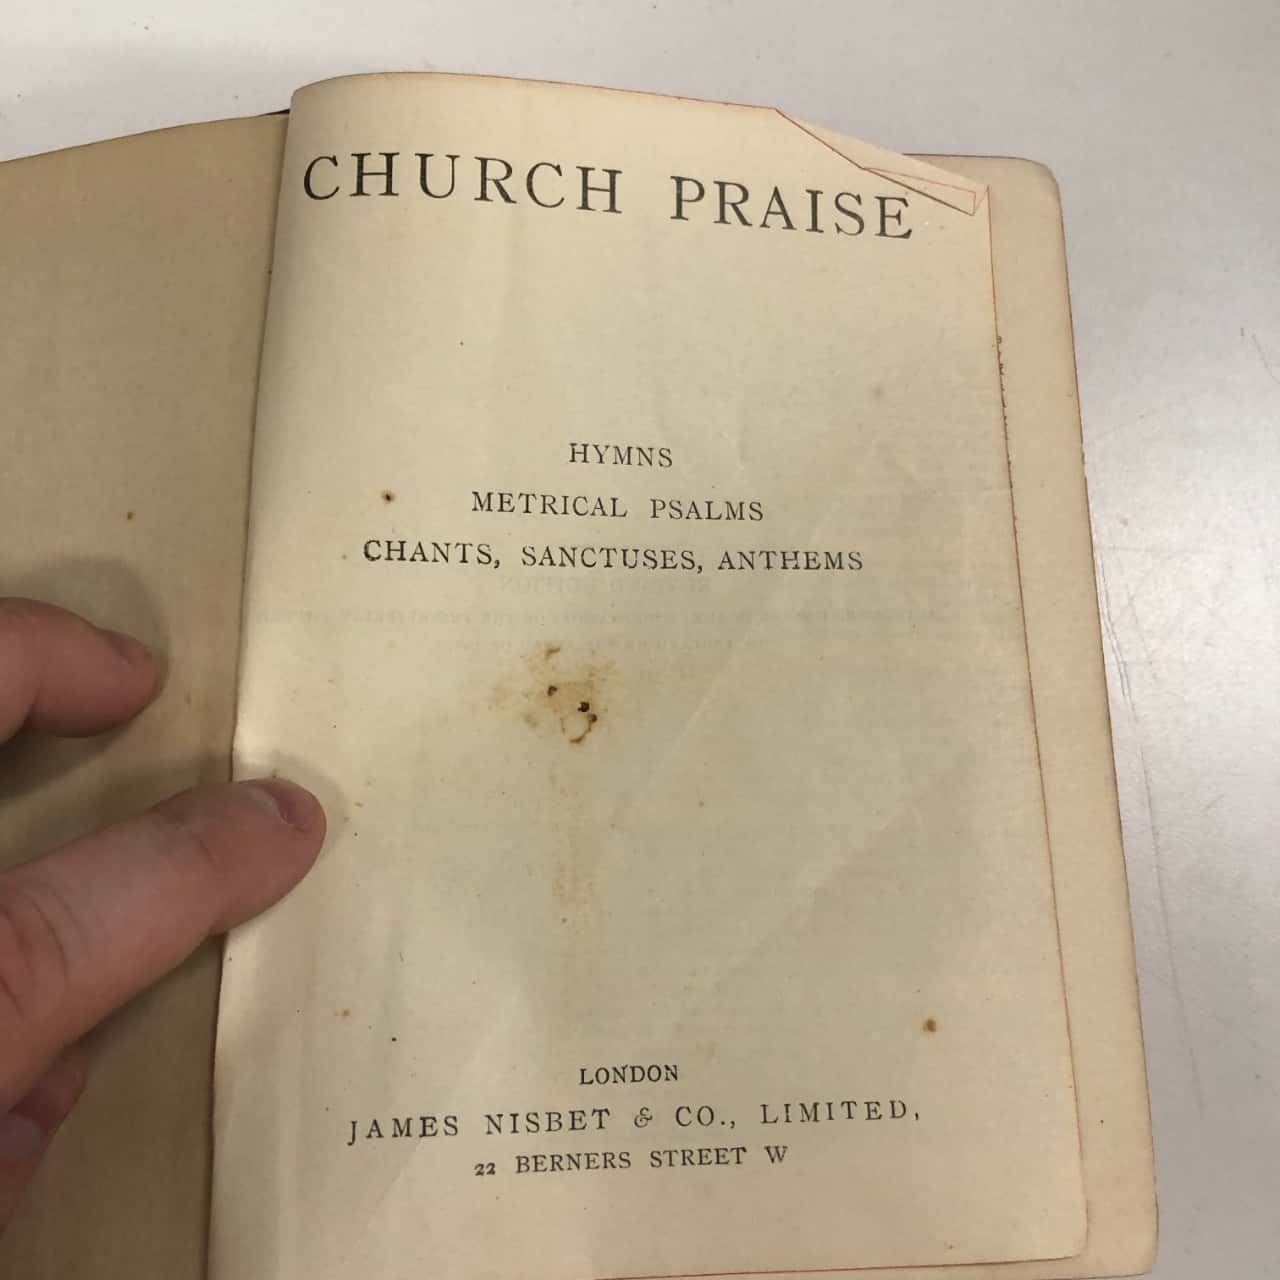 CHURCH PRAISE
HYMNS
METRICAL PSALMS
CHANTS, SANCTUSES, ANTHEMS
LONDON
JAMES NISBET & CO., LIMITED,
22 BERNERS STREET W